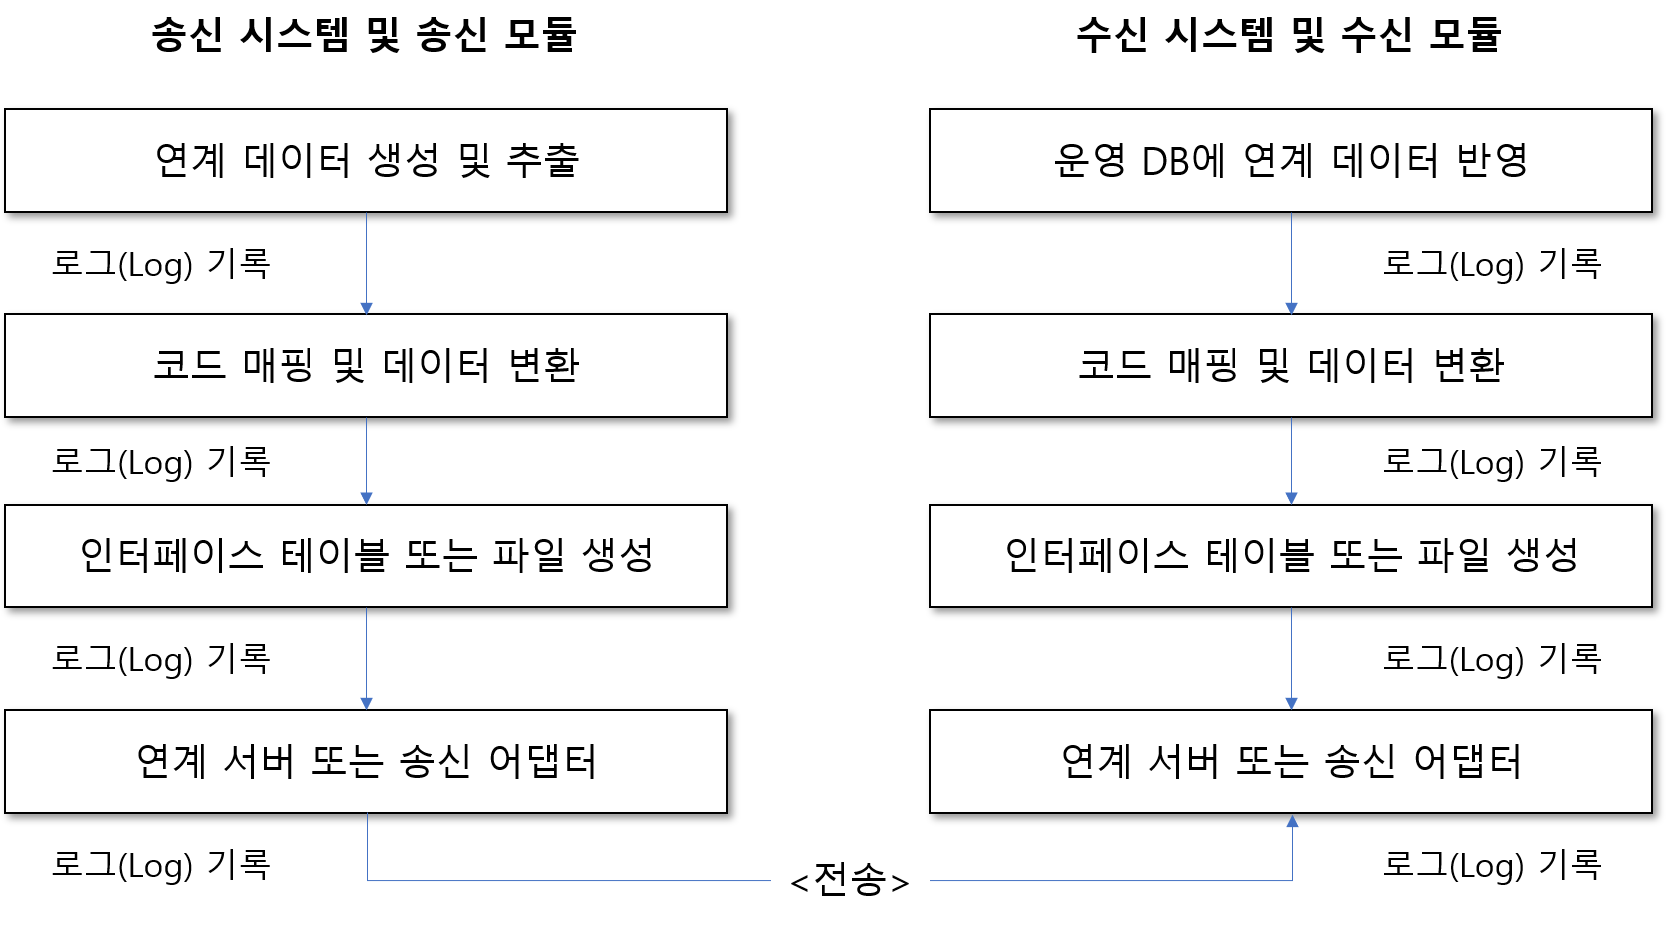 송신 시스템 및 송신 모듈
연계 데이터 생성 및 추출
로그(Log) 기록
코드 매핑 및 데이터 변환
로그(Log) 기록
인터페이스 테이블 또는 파일 생성
로그(Log) 기록
연계 서버 또는 송신 어댑터
로그(Log) 기록
<전송>
수신 시스템 및 수신 모듈
운영 DB에 연계 데이터 반영
로그(Log) 기록
코드 매핑 및 데이터 변환
로그(Log) 기록
인터페이스 테이블 또는 파일 생성
로그(Log) 기록
연계 서버 또는 송신 어댑터
로그(Log) 기록